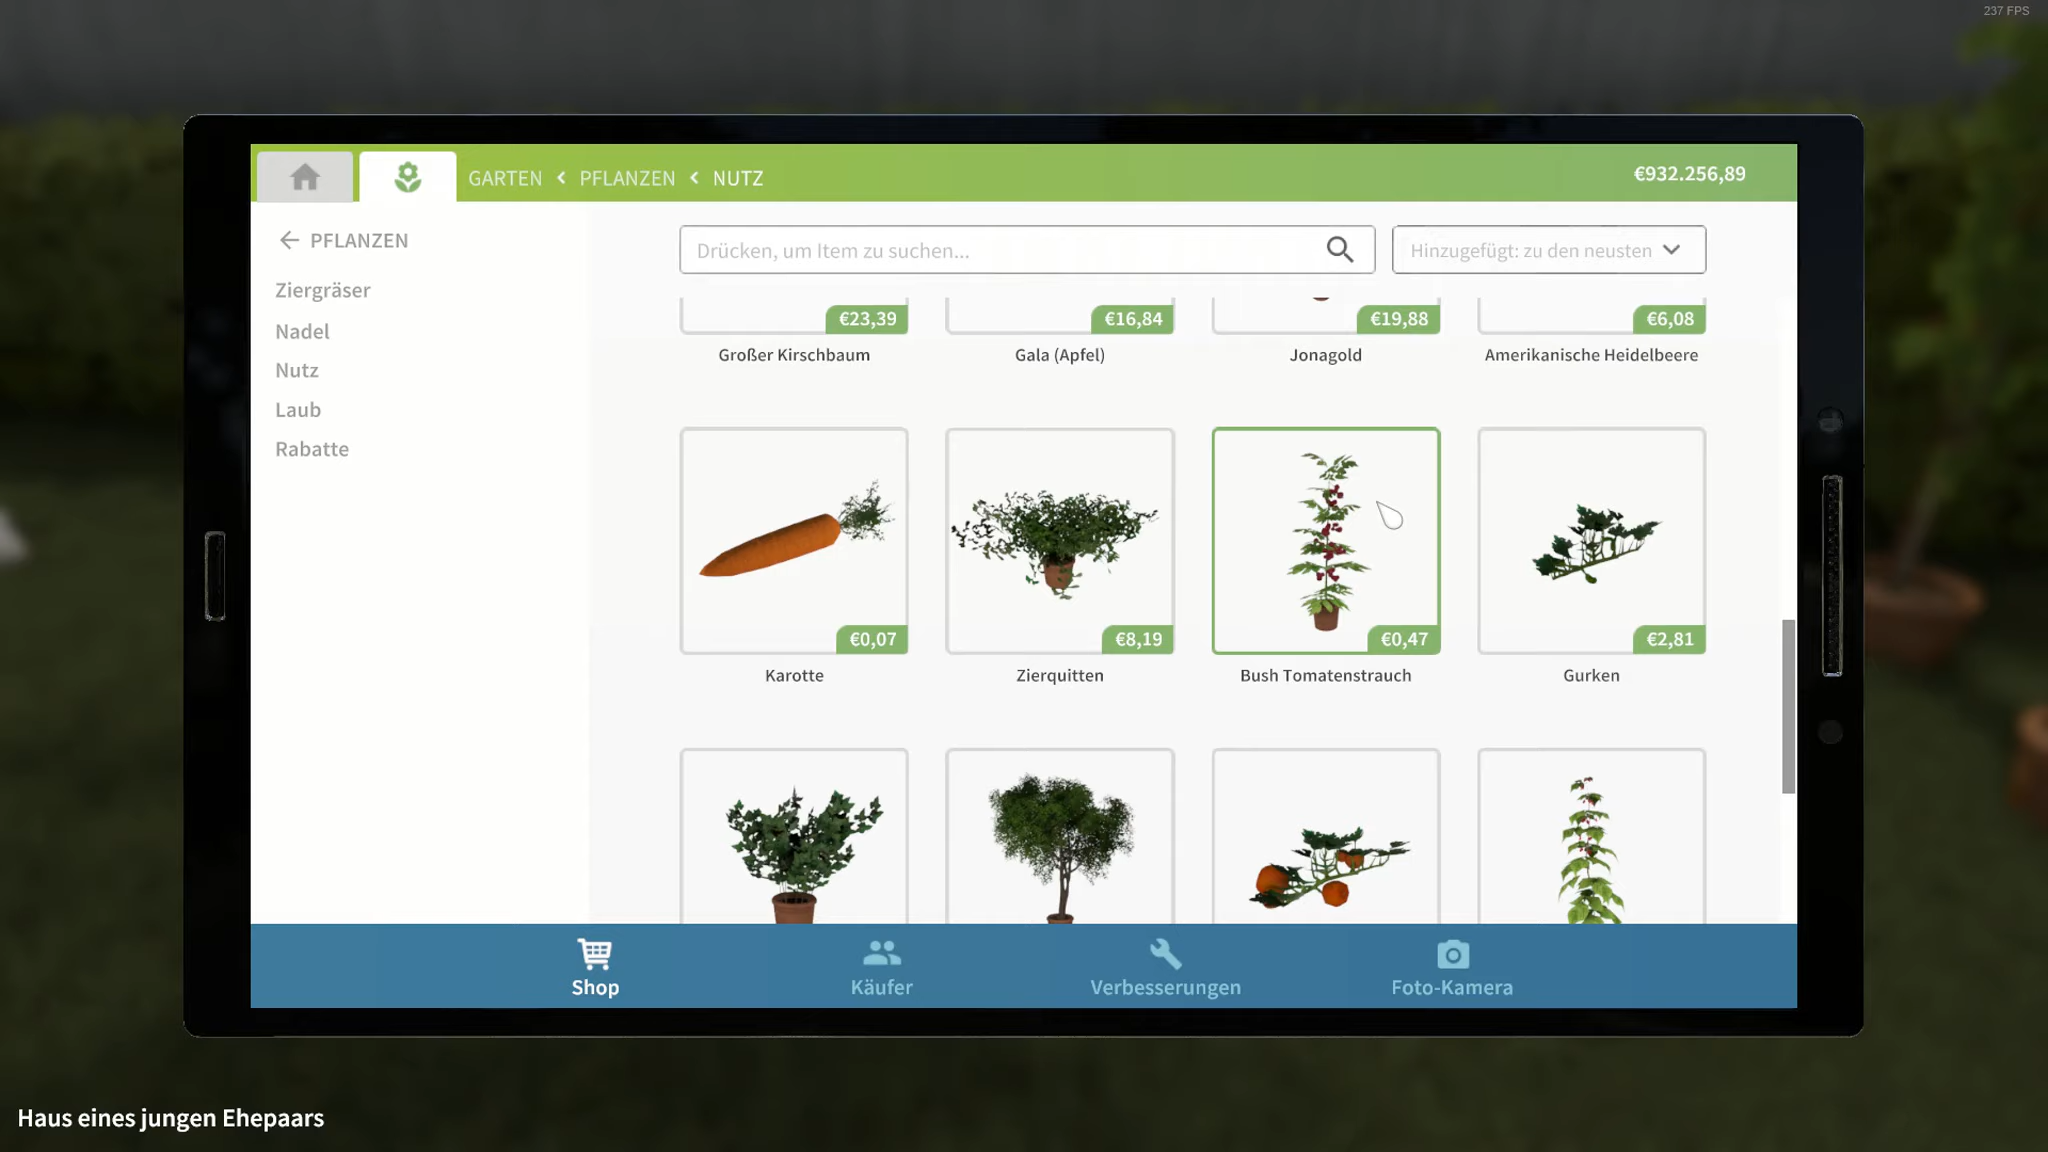 237 FPS
GARTEN < PFLANZEN < NUTZ
€932.256,89
PFLANZEN
Ziergräser
Nadel
Nutz
Laub
Rabatte
Drücken, um Item zu suchen...
Hinzugefügt: zu den neusten
€23,39
€16,84
€19,88
€6,08
Großer Kirschbaum
Gala (Apfel)
Jonagold
Amerikanische Heidelbeere
€0,07
€8,19
€0,47
€2,81
Karotte
Zierquitten
Bush Tomatenstrauch
Gurken
Shop
Käufer
Verbesserungen
Foto-Kamera
Haus eines jungen Ehepaars